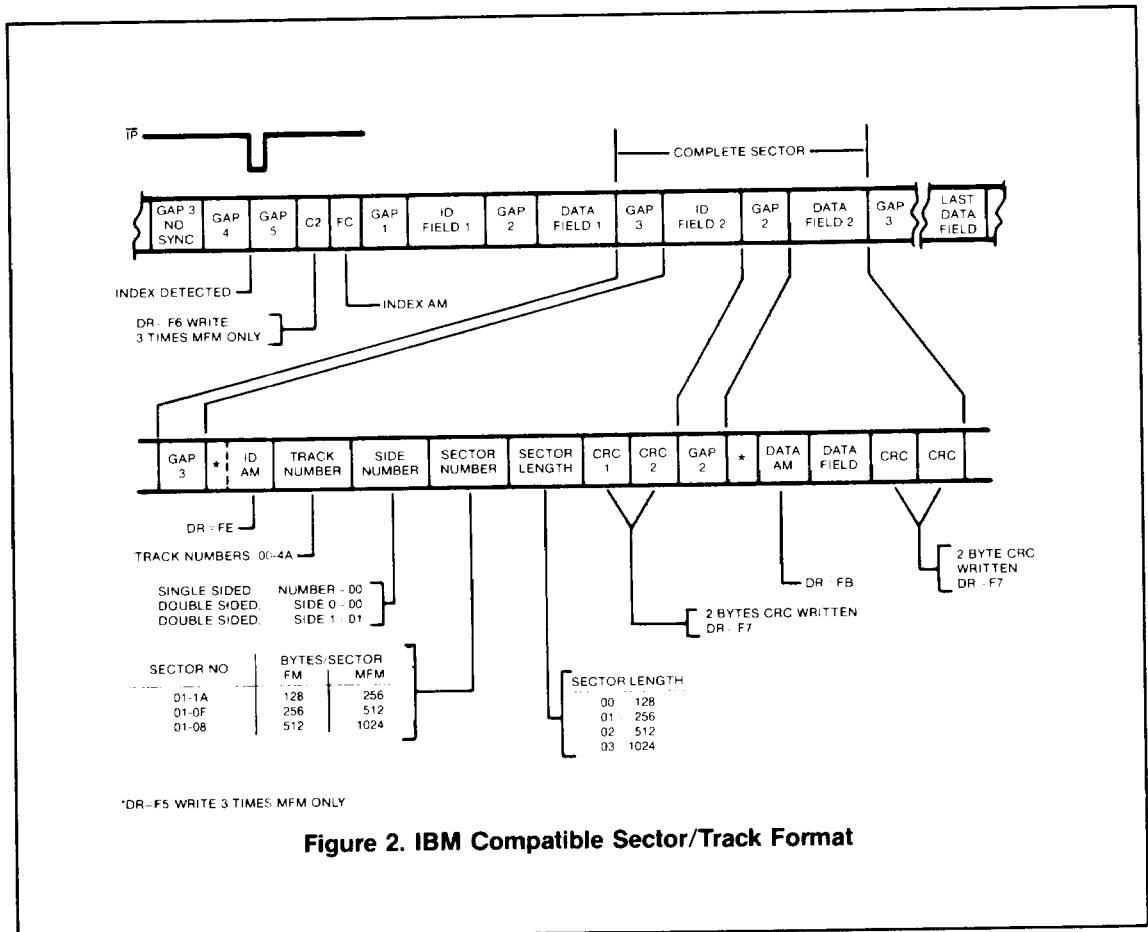 IP
COMPLETE SECTOR
GAP 3 NO SYNC
GAP 4
GAP 5
C2
FC
GAP 1
ID FIELD 1
GAP 2
DATA FIELD 1
GAP 3
ID FIELD 2
GAP 2
DATA FIELD 2
GAP 3
LAST DATA FIELD
INDEX DETECTED
INDEX AM
DR - F6 WRITE
3 TIMES MFM ONLY
GAP 3
*
ID AM
TRACK NUMBER
SIDE NUMBER
SECTOR NUMBER
SECTOR LENGTH
CRC 1
CRC 2
GAP 2
*
DATA AM
DATA FIELD
CRC
CRC
DR - FE
TRACK NUMBERS 00-4A
SINGLE SIDED NUMBER - 00
DOUBLE SIDED. SIDE 0 - 00
DOUBLE SIDED. SIDE 1 - 01
DR - FB
2 BYTE CRC
WRITTEN
DR - F7
2 BYTES CRC WRITTEN
DR - F7
SECTOR NO BYTES/SECTOR
FM MFM
01-1A 128 256
01-0F 256 512
01-08 512 1024
SECTOR LENGTH
00 128
01 256
02 512
03 1024
*DR-F5 WRITE 3 TIMES MFM ONLY
Figure 2. IBM Compatible Sector/Track Format